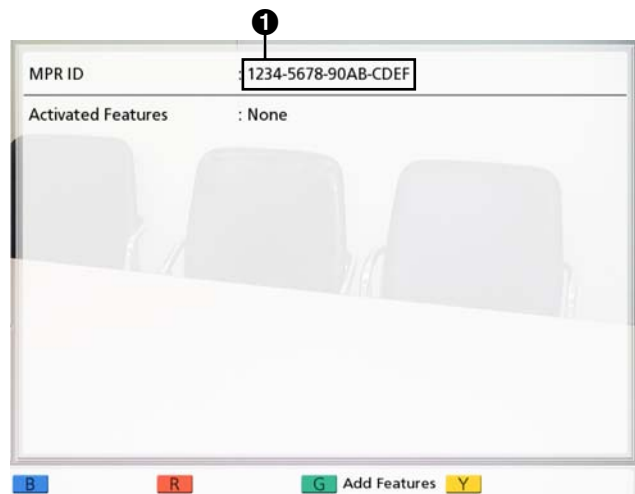 1
MPR ID : 1234-5678-90AB-CDEF
Activated Features : None
B R G Add Features Y